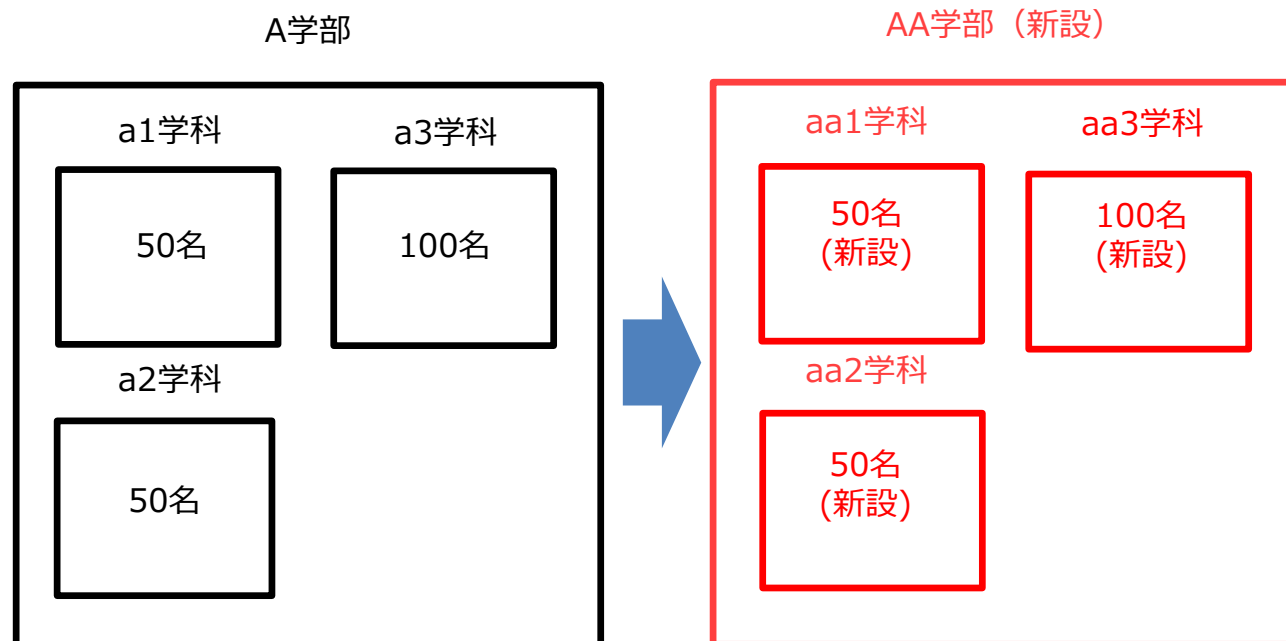 A学部
a1学科
a3学科
50名
100名
a2学科
50名
AA学部（新設）
aa1学科
aa3学科
50名
(新設)
100名
(新設)
aa2学科
50名
(新設)